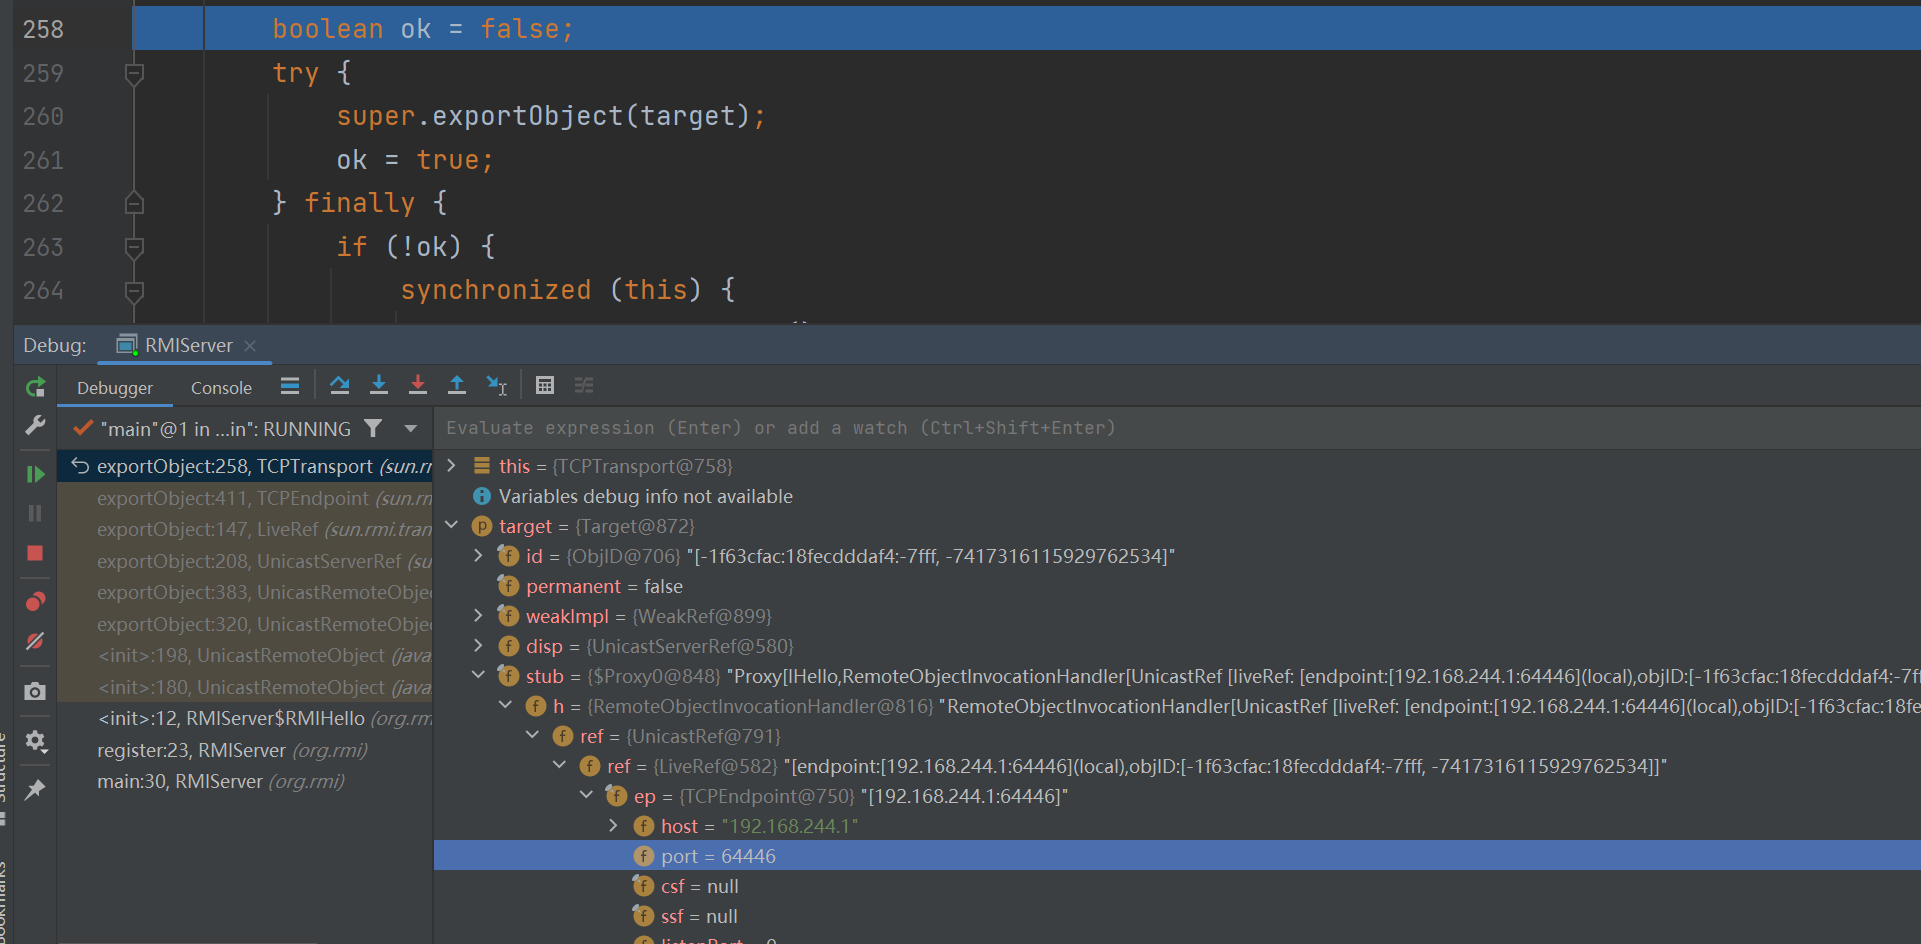 258 boolean ok = false;
259 try {
260 super.exportObject(target);
261 ok = true;
262 } finally {
263 if (!ok) {
264 synchronized (this) {
Debug: RMIServer
Debugger Console
"main"@1 in ...in": RUNNING
Evaluate expression (Enter) or add a watch (Ctrl+Shift+Enter)
exportObject:258, TCPTransport (sun.rr
exportObject:411, TCPEndpoint (sun.rn
exportObject:147, LiveRef (sun.rmi.tran
exportObject:208, UnicastServerRef (su
exportObject:383, UnicastRemoteObje
exportObject:320, UnicastRemoteObje
<init>:198, UnicastRemoteObject (java
<init>:180, UnicastRemoteObject (java
<init>:12, RMIServer$RMIHello (org.rm
register:23, RMIServer (org.rmi)
main:30, RMIServer (org.rmi)
this = {TCPTransport@758}
Variables debug info not available
target = {Target@872}
id = {ObjID@706} "[-1f63cfac:18fecdddaf4:-7fff, -7417316115929762534]"
permanent = false
weakImpl = {WeakRef@899}
disp = {UnicastServerRef@580}
stub = {$Proxy0@848} "Proxy[IHello,RemoteObjectInvocationHandler[UnicastRef [liveRef: [endpoint:[192.168.244.1:64446](local),objID:[-1f63cfac:18fecdddaf4:-7ff
h = {RemoteObjectInvocationHandler@816} "RemoteObjectInvocationHandler[UnicastRef [liveRef: [endpoint:[192.168.244.1:64446](local),objID:[-1f63cfac:18fe
ref = {UnicastRef@791}
ref = {LiveRef@582} "[endpoint:[192.168.244.1:64446](local),objID:[-1f63cfac:18fecdddaf4:-7fff, -7417316115929762534]]"
ep = {TCPEndpoint@750} "[192.168.244.1:64446]"
host = "192.168.244.1"
port = 64446
csf = null
ssf = null